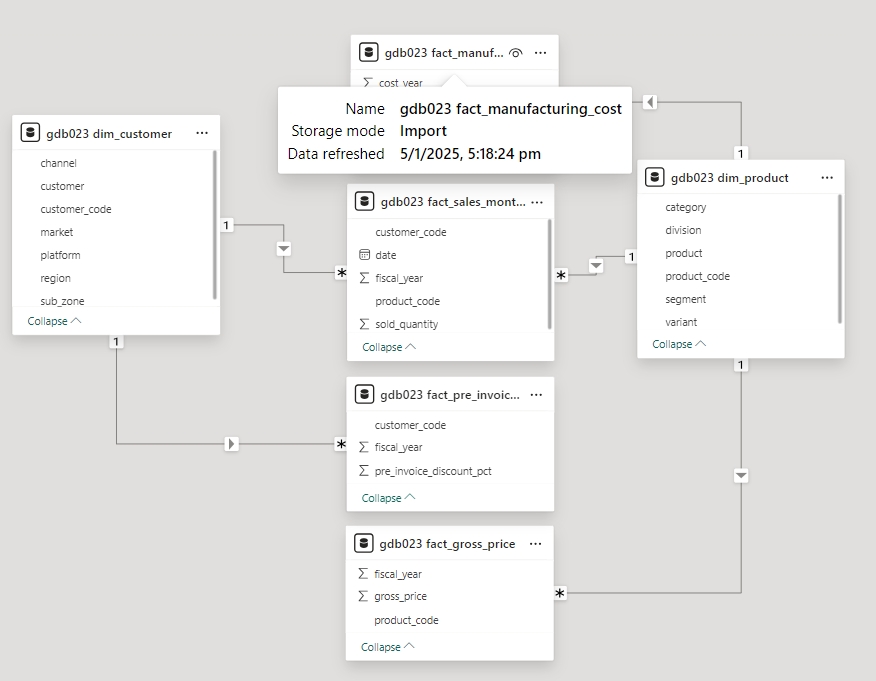 gdb023 fact_manuf...
cost_year
Name gdb023 fact_manufacturing_cost
Storage mode Import
Data refreshed 5/1/2025, 5:18:24 pm
gdb023 dim_customer
channel
customer
customer_code
market
platform
region
sub_zone
Collapse
1
1
gdb023 fact_sales_mont...
customer_code
date
fiscal_year
product_code
sold_quantity
Collapse
*
*
gdb023 dim_product
category
division
product
product_code
segment
variant
Collapse
1
1
1
gdb023 fact_pre_invoic...
customer_code
fiscal_year
pre_invoice_discount_pct
Collapse
*
gdb023 fact_gross_price
fiscal_year
gross_price
product_code
Collapse
*